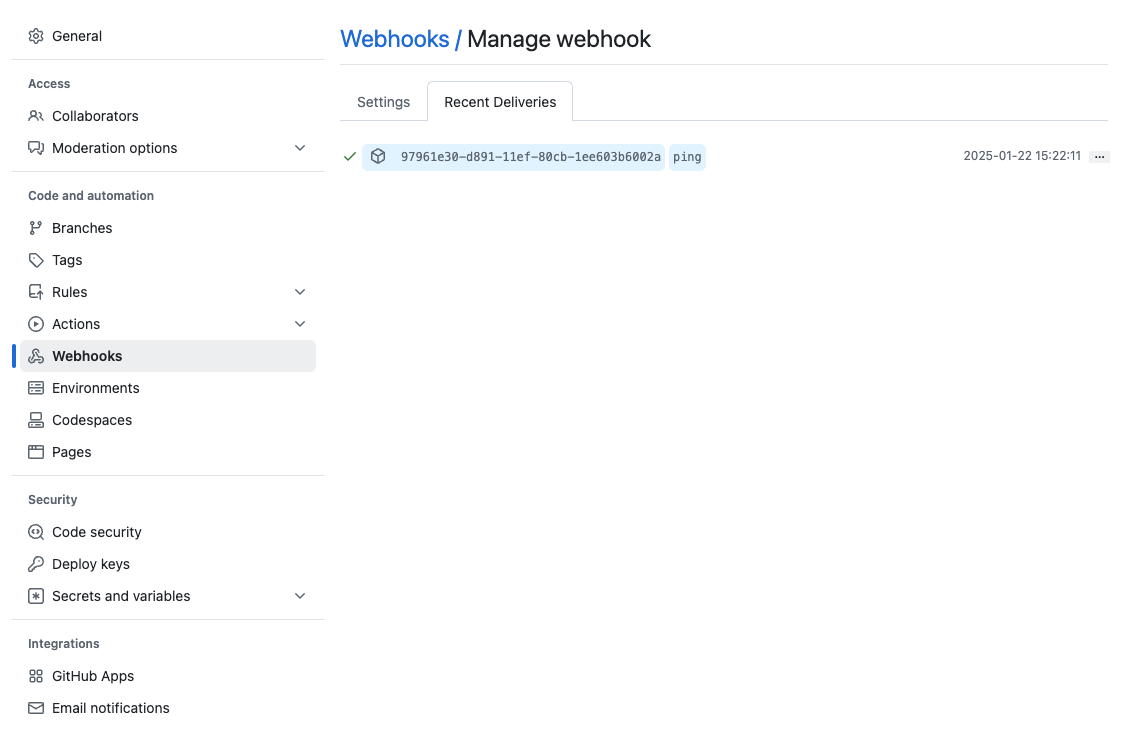 General
Access
Collaborators
Moderation options
Code and automation
Branches
Tags
Rules
Actions
Webhooks
Environments
Codespaces
Pages
Security
Code security
Deploy keys
Secrets and variables
Integrations
GitHub Apps
Email notifications
Webhooks / Manage webhook
Settings
Recent Deliveries
97961e30-d891-11ef-80cb-1ee603b6002a ping 2025-01-22 15:22:11 ...